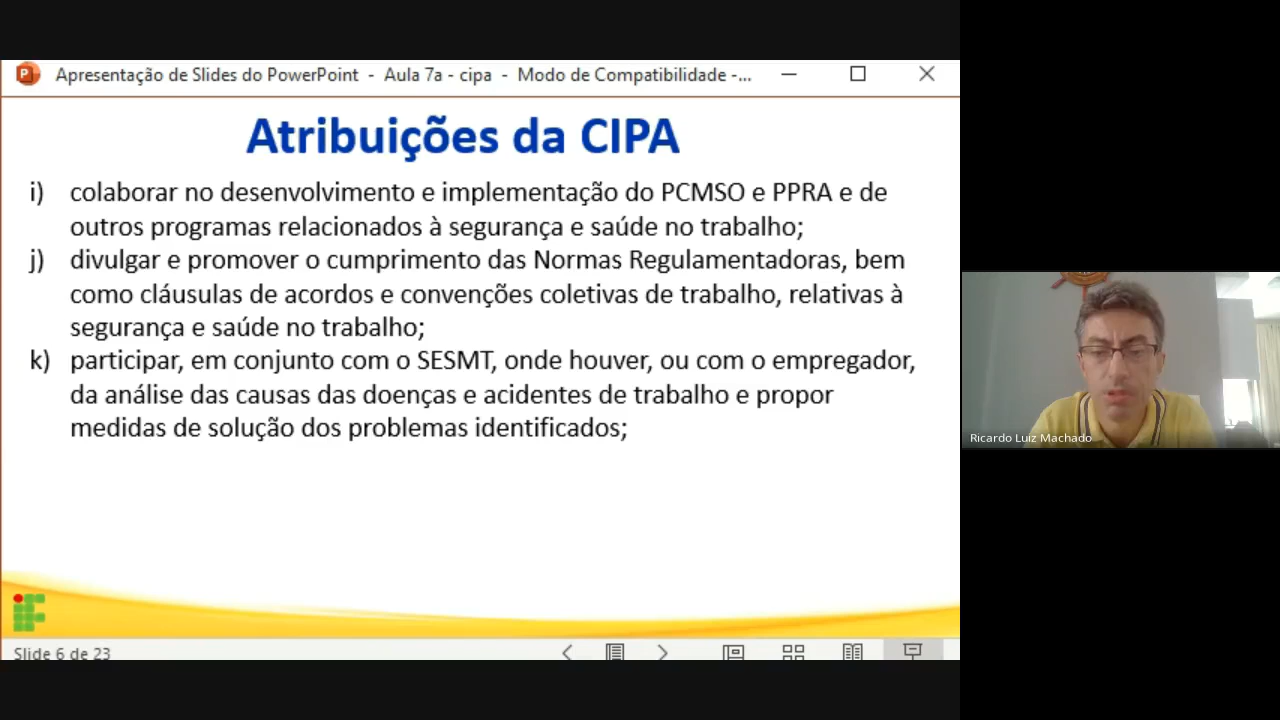 Apresentação de Slides do PowerPoint - Aula 7a - cipa - Modo de Compatibilidade -...
Atribuições da CIPA
i) colaborar no desenvolvimento e implementação do PCMSO e PPRA e de
outros programas relacionados à segurança e saúde no trabalho;
j) divulgar e promover o cumprimento das Normas Regulamentadoras, bem
como cláusulas de acordos e convenções coletivas de trabalho, relativas à
segurança e saúde no trabalho;
k) participar, em conjunto com o SESMT, onde houver, ou com o empregador,
da análise das causas das doenças e acidentes de trabalho e propor
medidas de solução dos problemas identificados;
Slide 6 de 23
Ricardo Luiz Machado